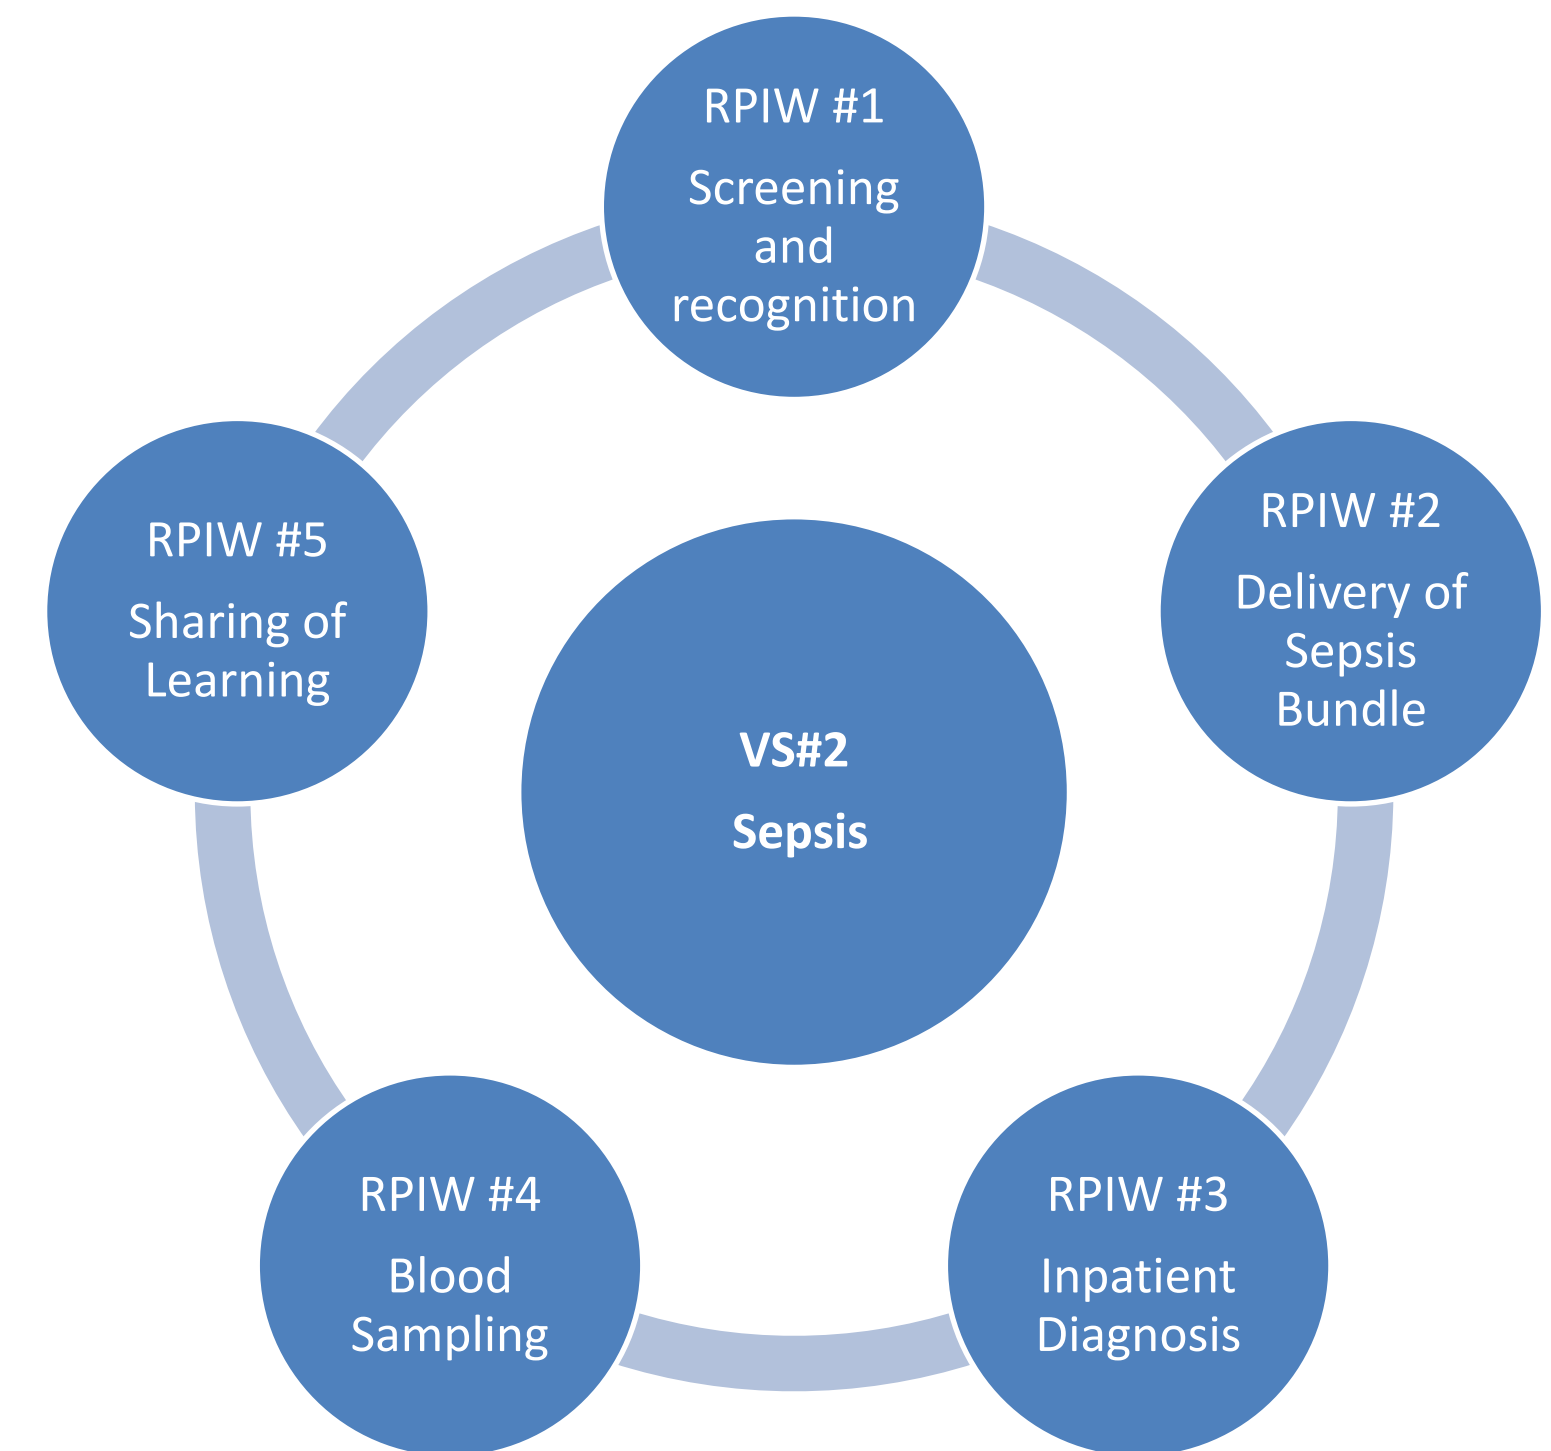 RPIW #1
Screening
and
recognition
RPIW #2
Delivery of
Sepsis
Bundle
RPIW #3
Inpatient
Diagnosis
RPIW #4
Blood
Sampling
RPIW #5
Sharing of
Learning
VS#2
Sepsis